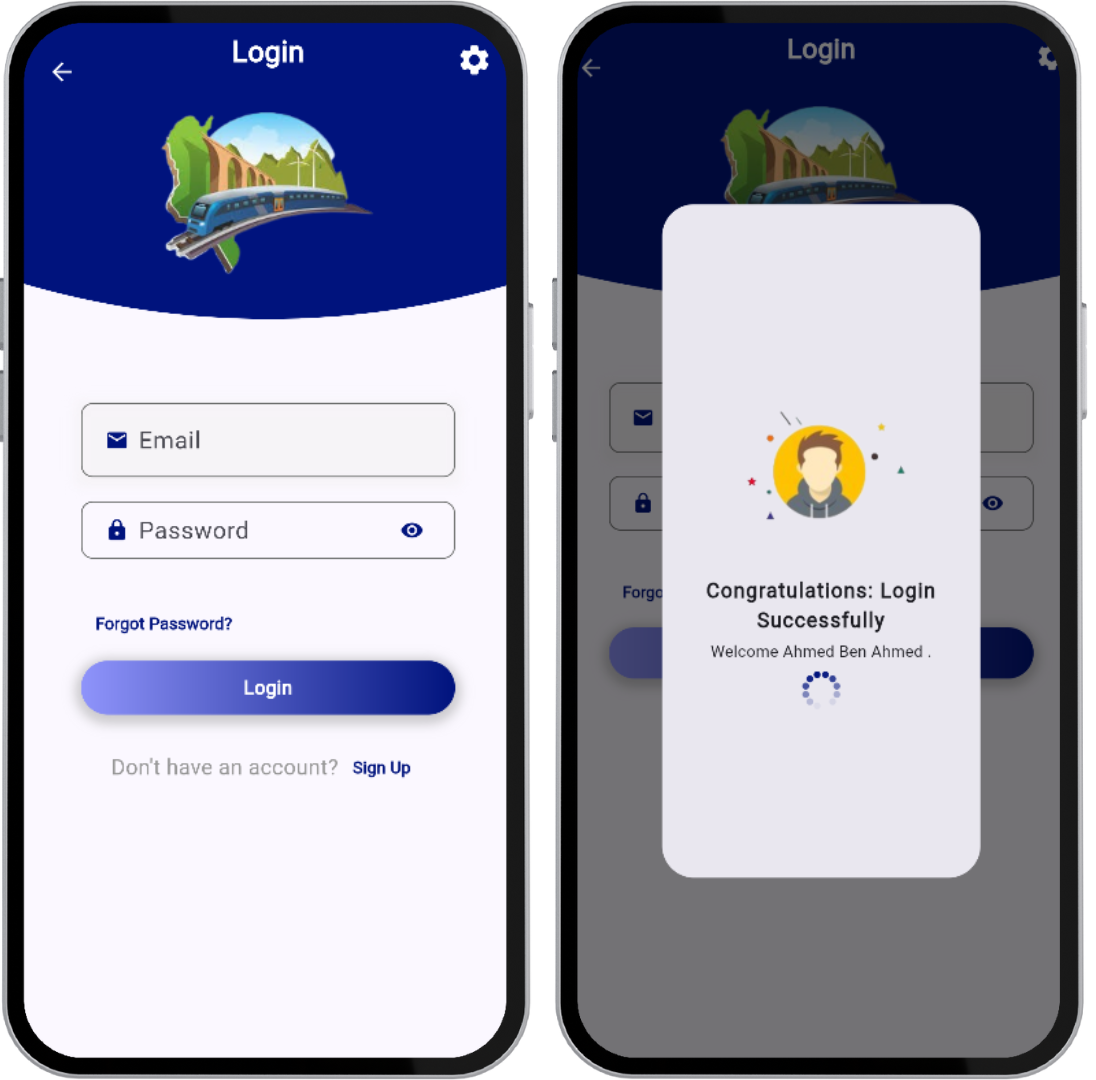 Login
Email
Password
Forgot Password?
Login
Don't have an account? Sign Up
Login
Forgo
Congratulations: Login
Successfully
Welcome Ahmed Ben Ahmed .